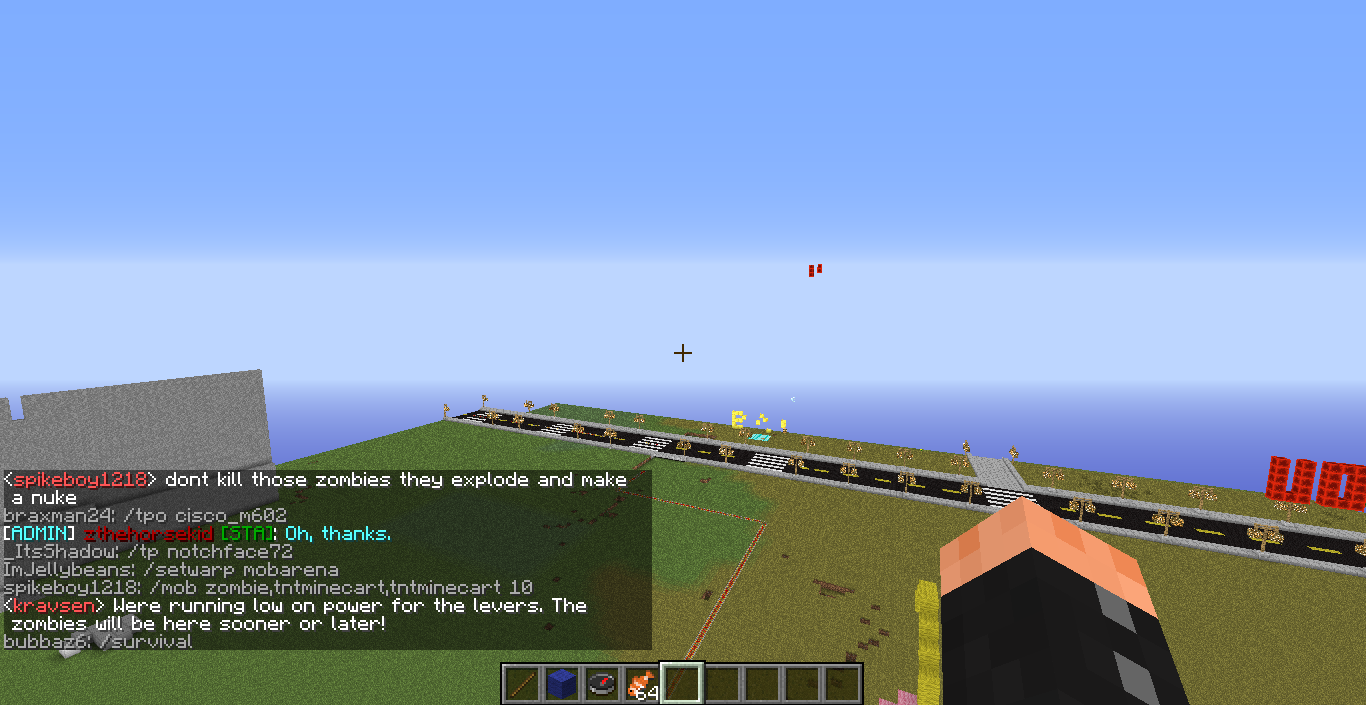 <spikeboy1218> dont kill those zombies they explode and make
a nuke
braxman24: /tpo cisco_m602
[ADMIN] zthehorsekid [STA]: Oh, thanks.
_ItsShadow: /tp notchface72
ImJellybeans: /setwarp mobarena
spikeboy1218: /mob zombie,tntminecart,tntminecart 10
<kravsen> Were running low on power for the levers. The
zombies will be here sooner or later!
bubbaz6: /survival
64